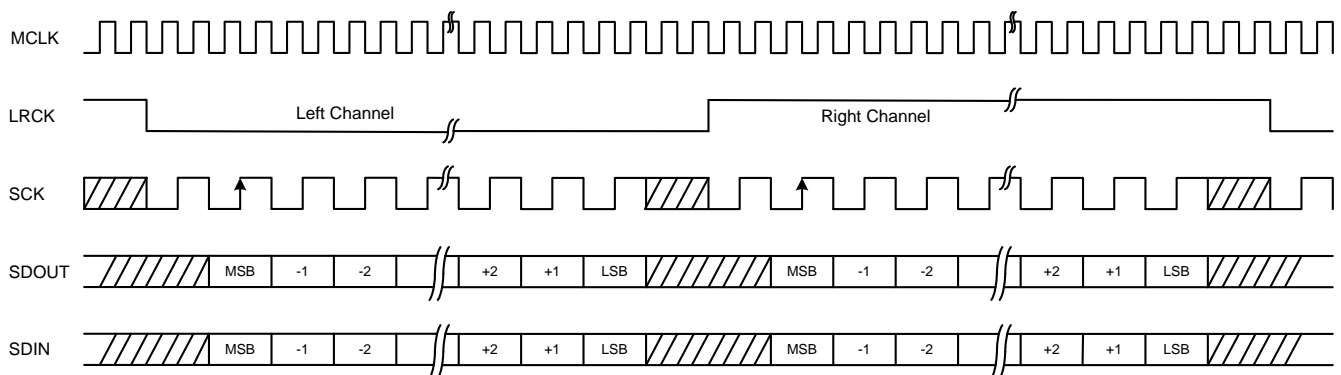 MCLK
LRCK Left Channel Right Channel
SCK
SDOUT MSB -1 -2 +2 +1 LSB MSB -1 -2 +2 +1 LSB
SDIN MSB -1 -2 +2 +1 LSB MSB -1 -2 +2 +1 LSB